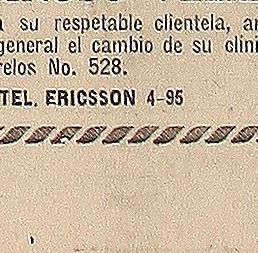 a su respetable clientela, a
general el cambio de su clini
relos No. 528.
TEL. ERICSSON 4-95